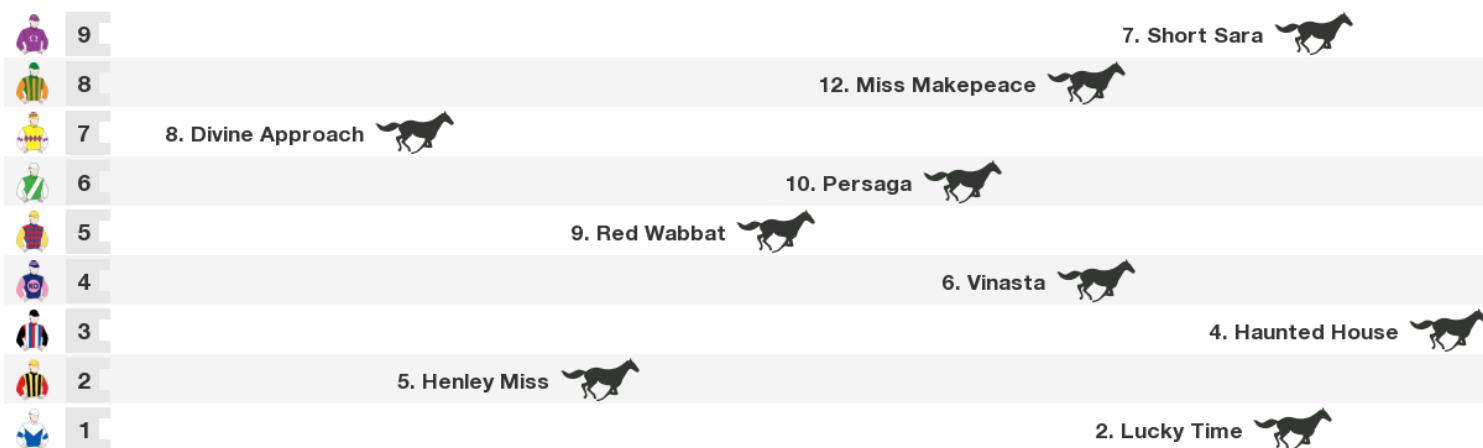 9 7. Short Sara
8 12. Miss Makepeace
7 8. Divine Approach
6 10. Persaga
5 9. Red Wabbat
4 6. Vinasta
KD
3 4. Haunted House
2 5. Henley Miss
1 2. Lucky Time